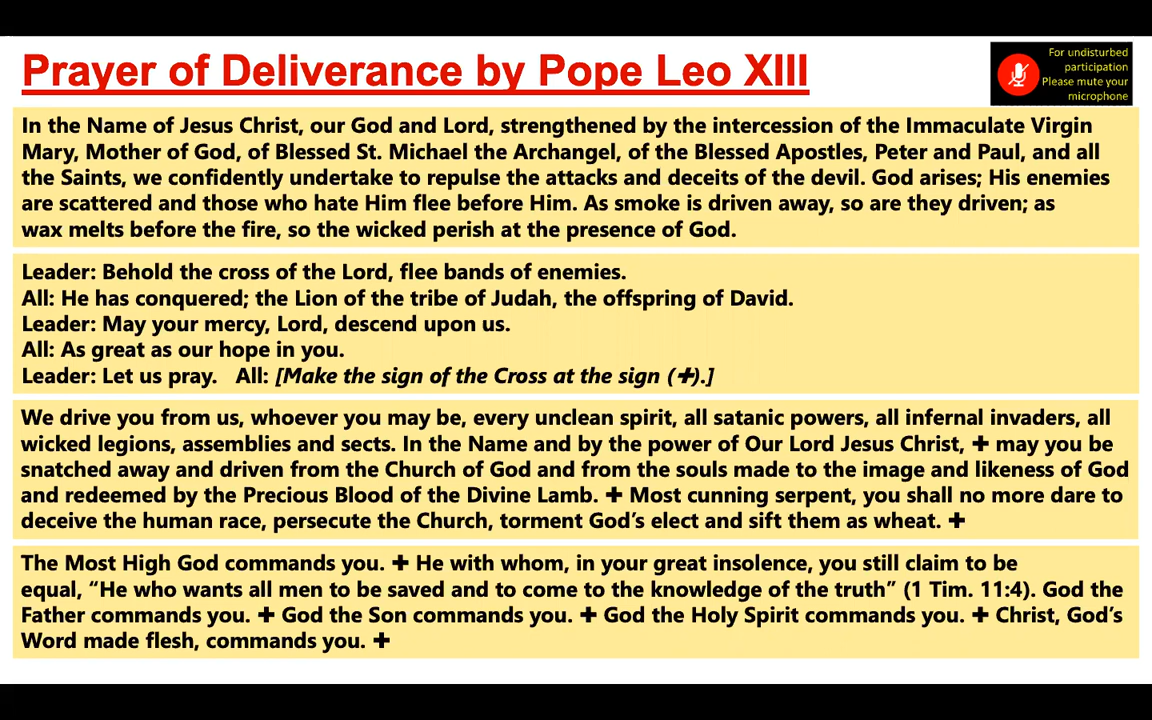 Prayer of Deliverance by Pope Leo XIII
For undisturbed
participation
Please mute your
microphone
In the Name of Jesus Christ, our God and Lord, strengthened by the intercession of the Immaculate Virgin
Mary, Mother of God, of Blessed St. Michael the Archangel, of the Blessed Apostles, Peter and Paul, and all
the Saints, we confidently undertake to repulse the attacks and deceits of the devil. God arises; His enemies
are scattered and those who hate Him flee before Him. As smoke is driven away, so are they driven; as
wax melts before the fire, so the wicked perish at the presence of God.
Leader: Behold the cross of the Lord, flee bands of enemies.
All: He has conquered; the Lion of the tribe of Judah, the offspring of David.
Leader: May your mercy, Lord, descend upon us.
All: As great as our hope in you.
Leader: Let us pray. All: [Make the sign of the Cross at the sign (✚).]
We drive you from us, whoever you may be, every unclean spirit, all satanic powers, all infernal invaders, all
wicked legions, assemblies and sects. In the Name and by the power of Our Lord Jesus Christ, ✚ may you be
snatched away and driven from the Church of God and from the souls made to the image and likeness of God
and redeemed by the Precious Blood of the Divine Lamb. ✚ Most cunning serpent, you shall no more dare to
deceive the human race, persecute the Church, torment God’s elect and sift them as wheat. ✚
The Most High God commands you. ✚ He with whom, in your great insolence, you still claim to be
equal, “He who wants all men to be saved and to come to the knowledge of the truth” (1 Tim. 11:4). God the
Father commands you. ✚ God the Son commands you. ✚ God the Holy Spirit commands you. ✚ Christ, God’s
Word made flesh, commands you. ✚